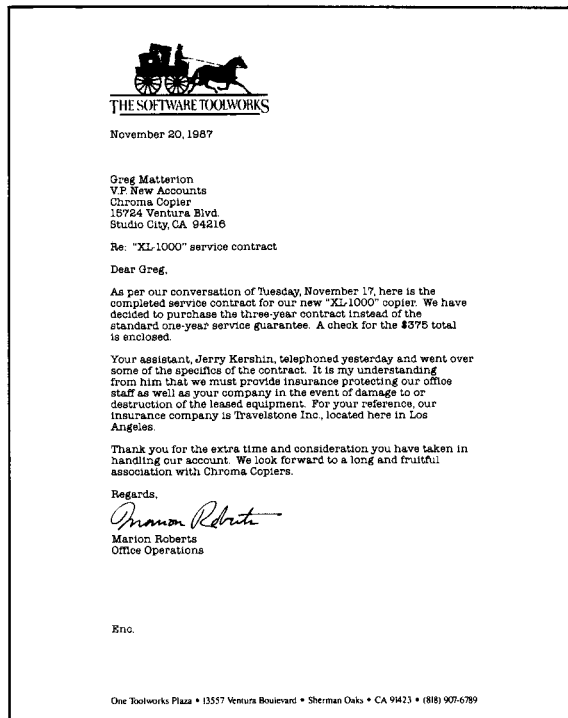 THE SOFTWARE TOOLWORKS
November 20, 1987
Greg Matterion
V.P. New Accounts
Chroma Copier
15724 Ventura Blvd.
Studio City, CA 94216
Re: "XL-1000" service contract
Dear Greg,
As per our conversation of Tuesday, November 17, here is the
completed service contract for our new "XL-1000" copier. We have
decided to purchase the three-year contract instead of the
standard one-year service guarantee. A check for the $375 total
is enclosed.
Your assistant, Jerry Kershin, telephoned yesterday and went over
some of the specifics of the contract. It is my understanding
from him that we must provide insurance protecting our office
staff as well as your company in the event of damage to or
destruction of the leased equipment. For your reference, our
insurance company is Travelstone Inc., located here in Los
Angeles.
Thank you for the extra time and consideration you have taken in
handling our account. We look forward to a long and fruitful
association with Chroma Copiers.
Regards,
Marion Roberts
Marion Roberts
Office Operations
Enc.
One Toolworks Plaza • 13557 Ventura Boulevard • Sherman Oaks • CA 91423 • (818) 907-6789